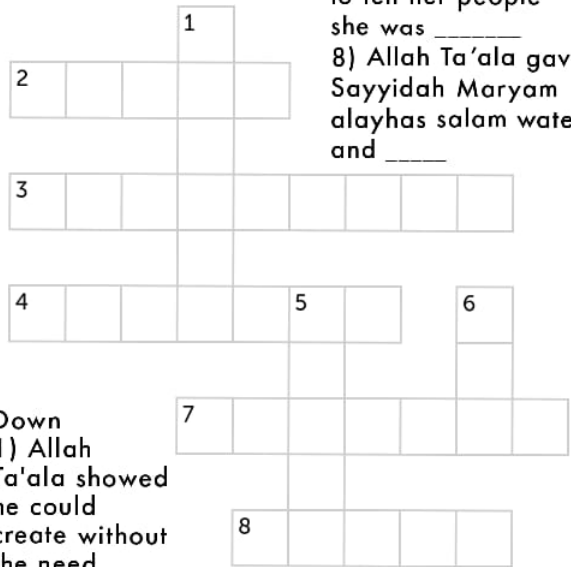 she was _______
8) Allah Ta'ala gav
Sayyidah Maryam
alayhas salam wate
and _____
1
2
3
4
5
6
7
8
Down
1) Allah
Ta'ala showed
he could
create without